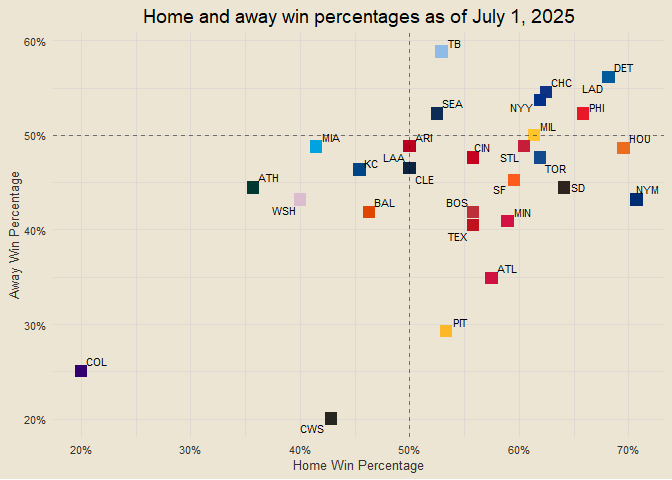 Home and away win percentages as of July 1, 2025
60%
TB
DET
CHC
LAD
SEA
NYY
PHI
50%
MIL
MIA
ARI
HOU
CIN
LAA
STL
KC
TOR
ATH
CLE
SF
SD
NYM
WSH
BAL
BOS
MIN
40%
TEX
ATL
30%
PIT
COL
20%
CWS
20%
30%
40%
50%
60%
70%
Home Win Percentage
Away Win Percentage